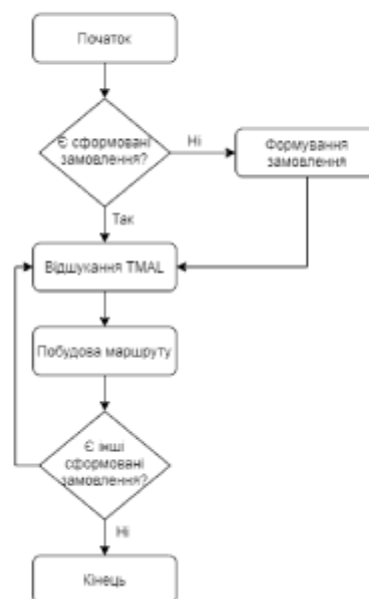 Початок
Є сформовані
замовлення?
Ні
Формування
замовлення
Так
Відшукання TMAL
Побудова маршруту
Є інші
сформовані
замовлення?
Ні
Кінець